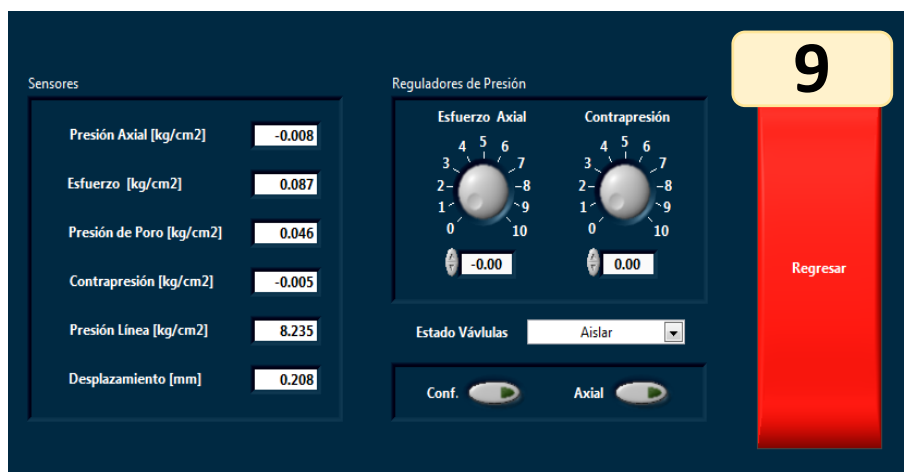 9
Sensores
Presión Axial [kg/cm2] -0.008
Esfuerzo [kg/cm2] 0.087
Presión de Poro [kg/cm2] 0.046
Contrapresión [kg/cm2] -0.005
Presión Línea [kg/cm2] 8.235
Desplazamiento [mm] 0.208
Reguladores de Presión
Esfuerzo Axial
0 1 2 3 4 5 6 7 8 9 10
-0.00
Contrapresión
0 1 2 3 4 5 6 7 8 9 10
0.00
Estado Vávlulas Aislar
Conf. Axial
Regresar